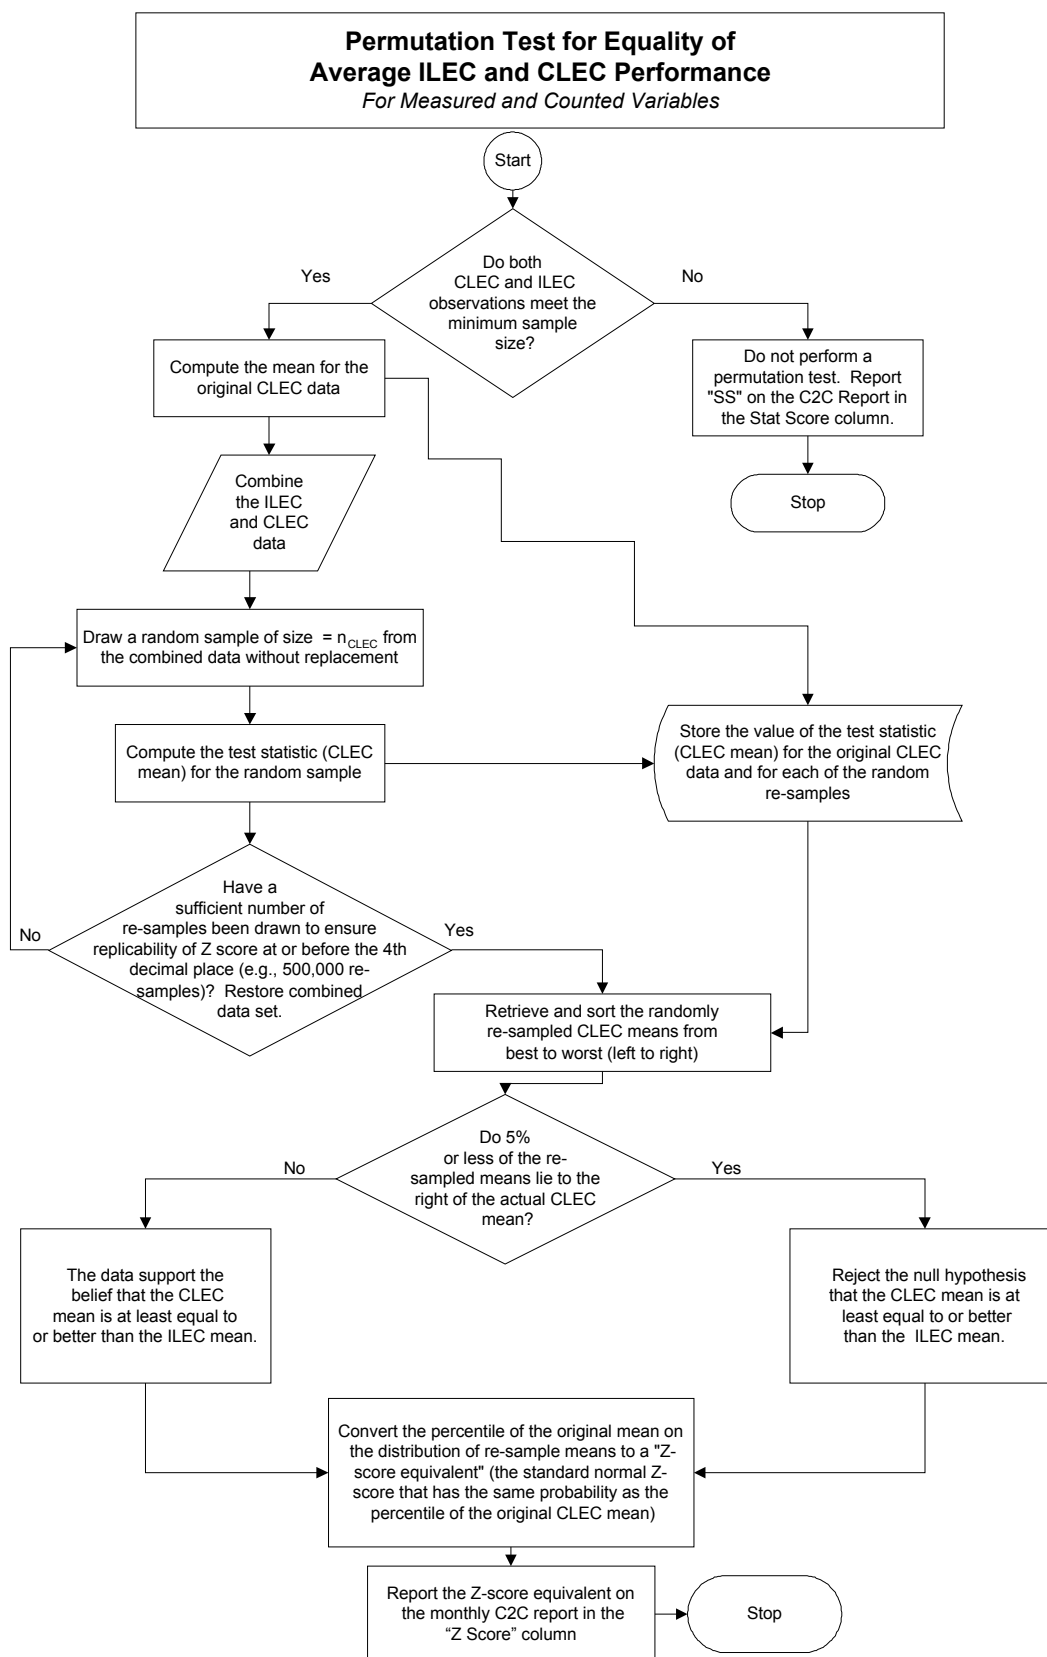 Permutation Test for Equality of
Average ILEC and CLEC Performance
For Measured and Counted Variables
Start
Do both
CLEC and ILEC
observations meet the
minimum sample
size?
Yes
No
Compute the mean for the
original CLEC data
Do not perform a
permutation test. Report
"SS" on the C2C Report in
the Stat Score column.
Stop
Combine
the ILEC
and CLEC
data
Draw a random sample of size = nCLEC from
the combined data without replacement
Compute the test statistic (CLEC
mean) for the random sample
Store the value of the test statistic
(CLEC mean) for the original CLEC
data and for each of the random
re-samples
Have a
sufficient number of
re-samples been drawn to ensure
replicability of Z score at or before the 4th
decimal place (e.g., 500,000 re-
samples)? Restore combined
data set.
No
Yes
Retrieve and sort the randomly
re-sampled CLEC means from
best to worst (left to right)
Do 5%
or less of the re-
sampled means lie to the
right of the actual CLEC
mean?
No
Yes
The data support the
belief that the CLEC
mean is at least equal to
or better than the ILEC mean.
Reject the null hypothesis
that the CLEC mean is at
least equal to or better
than the ILEC mean.
Convert the percentile of the original mean on
the distribution of re-sample means to a "Z-
score equivalent" (the standard normal Z-
score that has the same probability as the
percentile of the original CLEC mean)
Report the Z-score equivalent on
the monthly C2C report in the
“Z Score” column
Stop